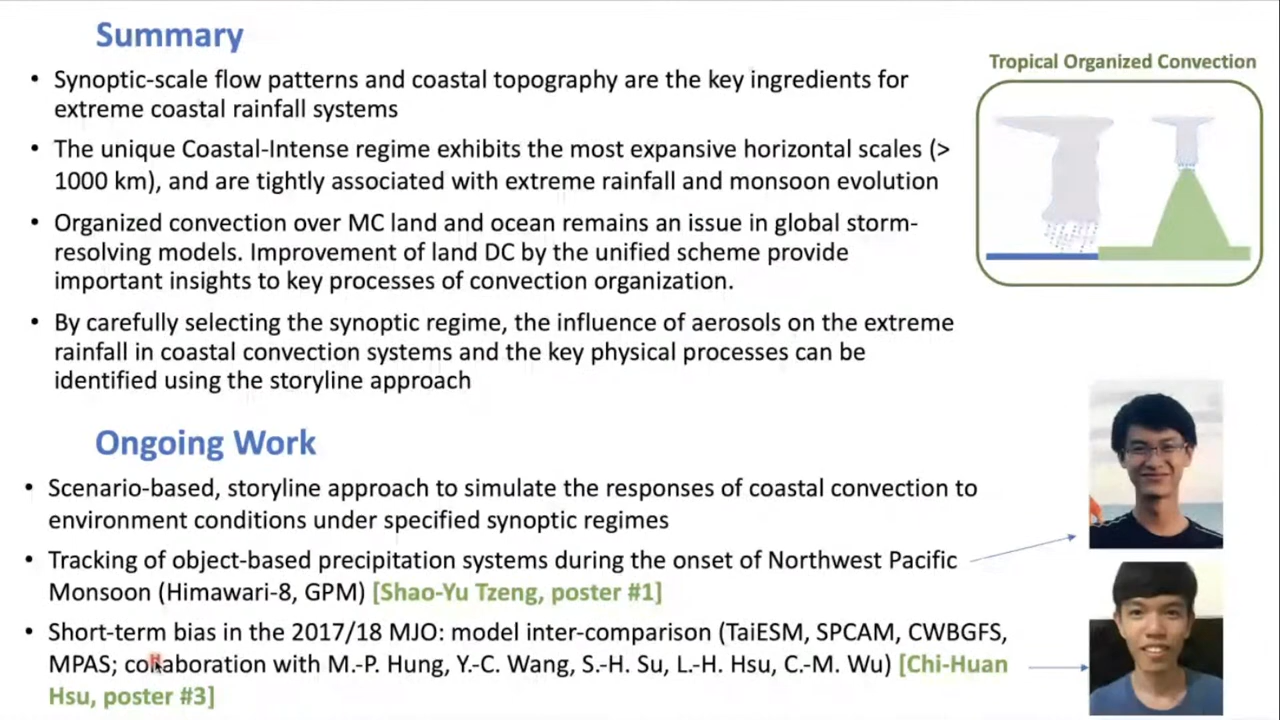 Summary
• Synoptic-scale flow patterns and coastal topography are the key ingredients for
extreme coastal rainfall systems
• The unique Coastal-Intense regime exhibits the most expansive horizontal scales (>
1000 km), and are tightly associated with extreme rainfall and monsoon evolution
• Organized convection over MC land and ocean remains an issue in global storm-
resolving models. Improvement of land DC by the unified scheme provide
important insights to key processes of convection organization.
• By carefully selecting the synoptic regime, the influence of aerosols on the extreme
rainfall in coastal convection systems and the key physical processes can be
identified using the storyline approach
Tropical Organized Convection
Ongoing Work
• Scenario-based, storyline approach to simulate the responses of coastal convection to
environment conditions under specified synoptic regimes
• Tracking of object-based precipitation systems during the onset of Northwest Pacific
Monsoon (Himawari-8, GPM) [Shao-Yu Tzeng, poster #1]
• Short-term bias in the 2017/18 MJO: model inter-comparison (TaiESM, SPCAM, CWBGFS,
MPAS; collaboration with M.-P. Hung, Y.-C. Wang, S.-H. Su, L.-H. Hsu, C.-M. Wu) [Chi-Huan
Hsu, poster #3]